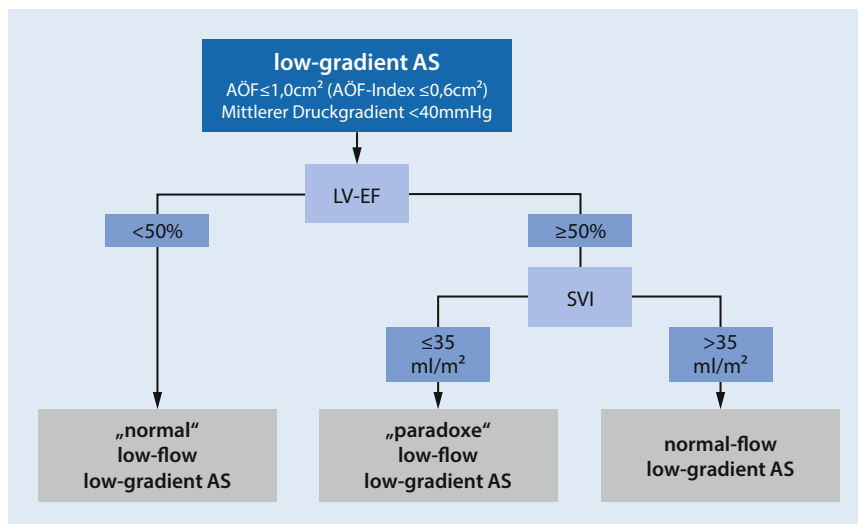 low-gradient AS
AÖF≤1,0cm² (AÖF-Index ≤0,6cm²)
Mittlerer Druckgradient <40mmHg
LV-EF
<50%
≥50%
SVI
≤35
ml/m²
>35
ml/m²
„normal“
low-flow
low-gradient AS
„paradoxe“
low-flow
low-gradient AS
normal-flow
low-gradient AS